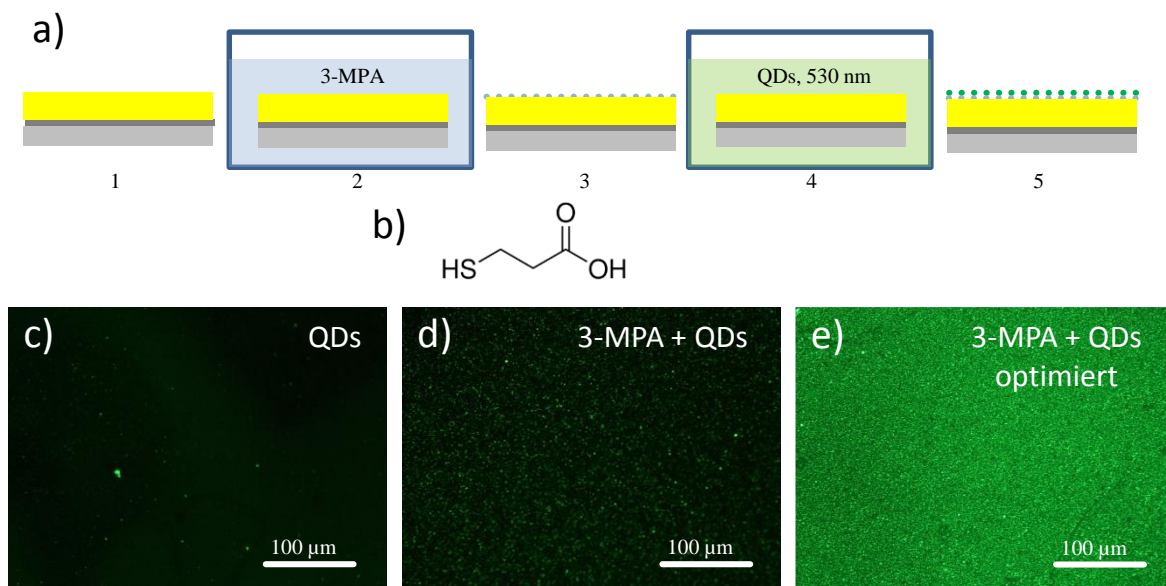 a)
3-MPA
QDs, 530 nm
1
2
3
4
5
b)
O
HS
OH
c)
QDs
100 µm
d)
3-MPA + QDs
100 µm
e)
3-MPA + QDs
optimiert
100 µm